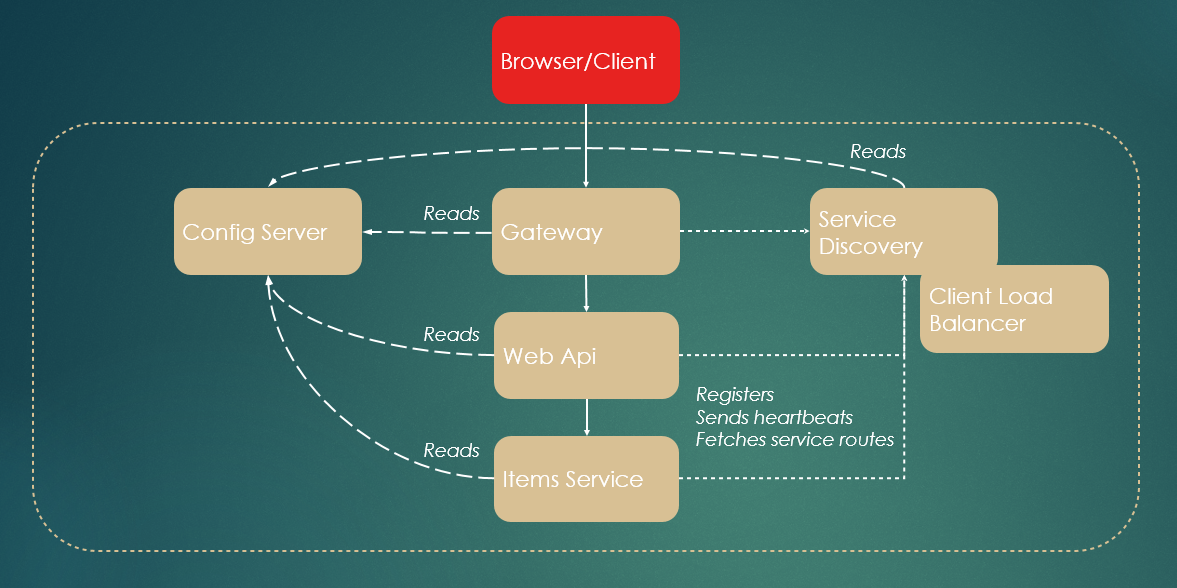 Browser/Client
Reads
Config Server
Reads
Gateway
Service
Discovery
Client Load
Balancer
Reads
Web Api
Registers
Sends heartbeats
Fetches service routes
Reads
Items Service